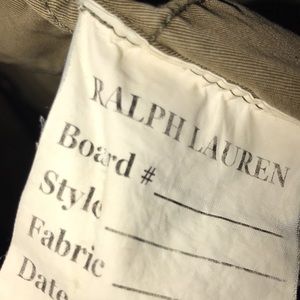 RALPH LAUREN
Board #
Style
Fabric
Date